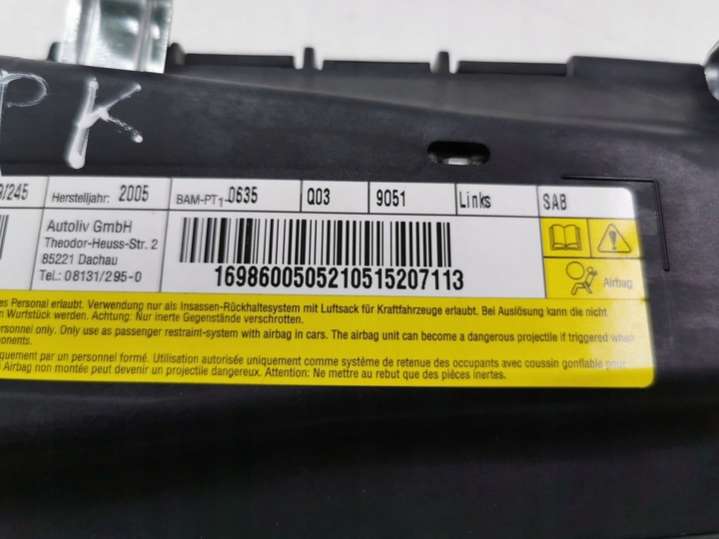 PK
/245 Herstelljahr: 2005 BAM-PT1-0635 Q03 9051 Links SAB
Autoliv GmbH
Theodor-Heuss-Str. 2
85221 Dachau
Tel.: 08131/295-0
1698600505210515207113
Airbag
es Personal erlaubt. Verwendung nur als Insassen-Rückhaltesystem mit Luftsack für Kraftfahrzeuge erlaubt. Bei Auslösung kann die nicht
n Wurfstück werden. Achtung: Nur inerte Gegenstände verschrotten.
ersonnel only. Only use as passenger restraint-system with airbag in cars. The airbag unit can become a dangerous projectile if triggered when
onents.
quement par un personnel formé. Utilisation autorisée uniquement comme système de retenue des occupants avec coussin gonflable pour
Airbag non montée peut devenir un projectile dangereux. Attention: Ne mettre au rebut que des pièces inertes.